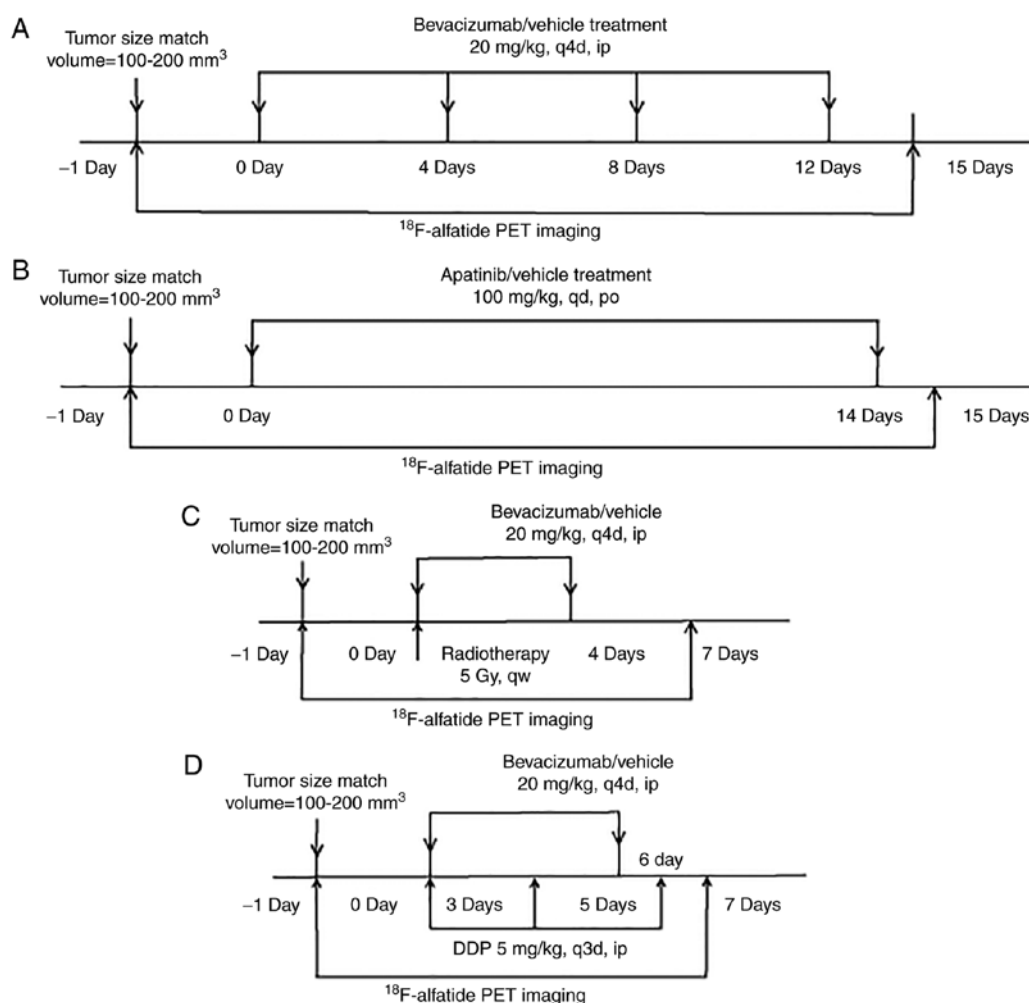 A
Tumor size match
volume=100-200 mm³
Bevacizumab/vehicle treatment
20 mg/kg, q4d, ip
−1 Day
0 Day
4 Days
8 Days
12 Days
15 Days
¹⁸F-alfatide PET imaging
B
Tumor size match
volume=100-200 mm³
Apatinib/vehicle treatment
100 mg/kg, qd, po
−1 Day
0 Day
14 Days
15 Days
¹⁸F-alfatide PET imaging
C
Tumor size match
volume=100-200 mm³
Bevacizumab/vehicle
20 mg/kg, q4d, ip
−1 Day
0 Day
Radiotherapy
5 Gy, qw
4 Days
7 Days
¹⁸F-alfatide PET imaging
D
Tumor size match
volume=100-200 mm³
Bevacizumab/vehicle
20 mg/kg, q4d, ip
6 day
−1 Day
0 Day
3 Days
5 Days
7 Days
DDP 5 mg/kg, q3d, ip
¹⁸F-alfatide PET imaging